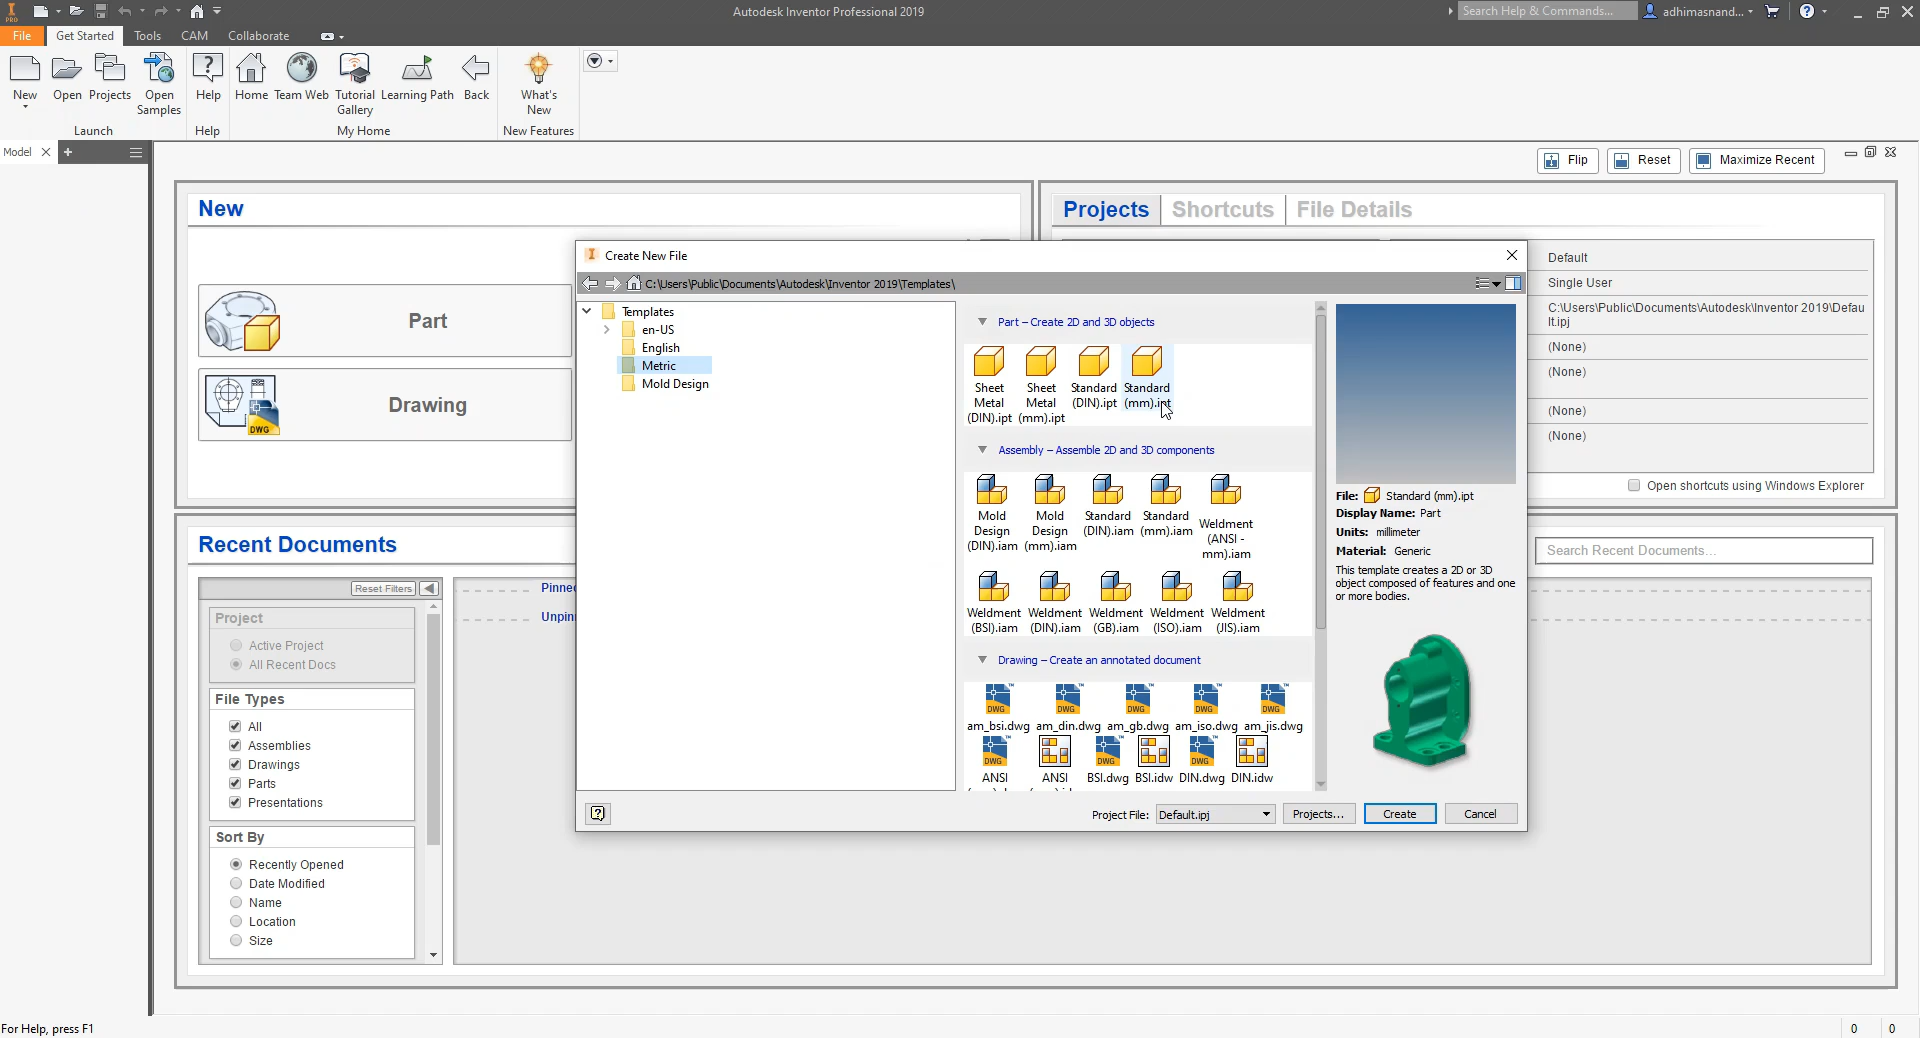 PRO
Autodesk Inventor Professional 2019
Search Help & Commands...
adhimasnand...
File
Get Started
Tools
CAM
Collaborate
New
Open
Projects
Open
Samples
Help
Home
Team Web
Tutorial
Gallery
Learning Path
Back
What's
New
Launch
Help
My Home
New Features
Model
Flip
Reset
Maximize Recent
New
Projects
Shortcuts
File Details
Part
Drawing
DWG
Create New File
C:\Users\Public\Documents\Autodesk\Inventor 2019\Templates\
Templates
en-US
English
Metric
Mold Design
Part – Create 2D and 3D objects
Sheet
Metal
(DIN).ipt
Sheet
Metal
(mm).ipt
Standard
(DIN).ipt
Standard
(mm).ipt
Assembly – Assemble 2D and 3D components
Mold
Design
(DIN).iam
Mold
Design
(mm).iam
Standard
(DIN).iam
Standard
(mm).iam
Weldment
(ANSI -
mm).iam
Weldment
(BSI).iam
Weldment
(DIN).iam
Weldment
(GB).iam
Weldment
(ISO).iam
Weldment
(JIS).iam
Drawing – Create an annotated document
DWG DWG DWG DWG DWG
am_bsi.dwg am_din.dwg am_gb.dwg am_iso.dwg am_jis.dwg
DWG DWG DWG
ANSI
ANSI
BSI.dwg BSI.idw DIN.dwg DIN.idw
File: Standard (mm).ipt
Display Name: Part
Units: millimeter
Material: Generic
This template creates a 2D or 3D
object composed of features and one
or more bodies.
Project File: Default.ipj
Projects...
Create
Cancel
Default
Single User
C:\Users\Public\Documents\Autodesk\Inventor 2019\Defau
lt.ipj
(None)
(None)
(None)
(None)
Open shortcuts using Windows Explorer
Recent Documents
Search Recent Documents...
Reset Filters
Project
Active Project
All Recent Docs
File Types
All
Assemblies
Drawings
Parts
Presentations
Sort By
Recently Opened
Date Modified
Name
Location
Size
Pinne
Unpin
For Help, press F1
0 0